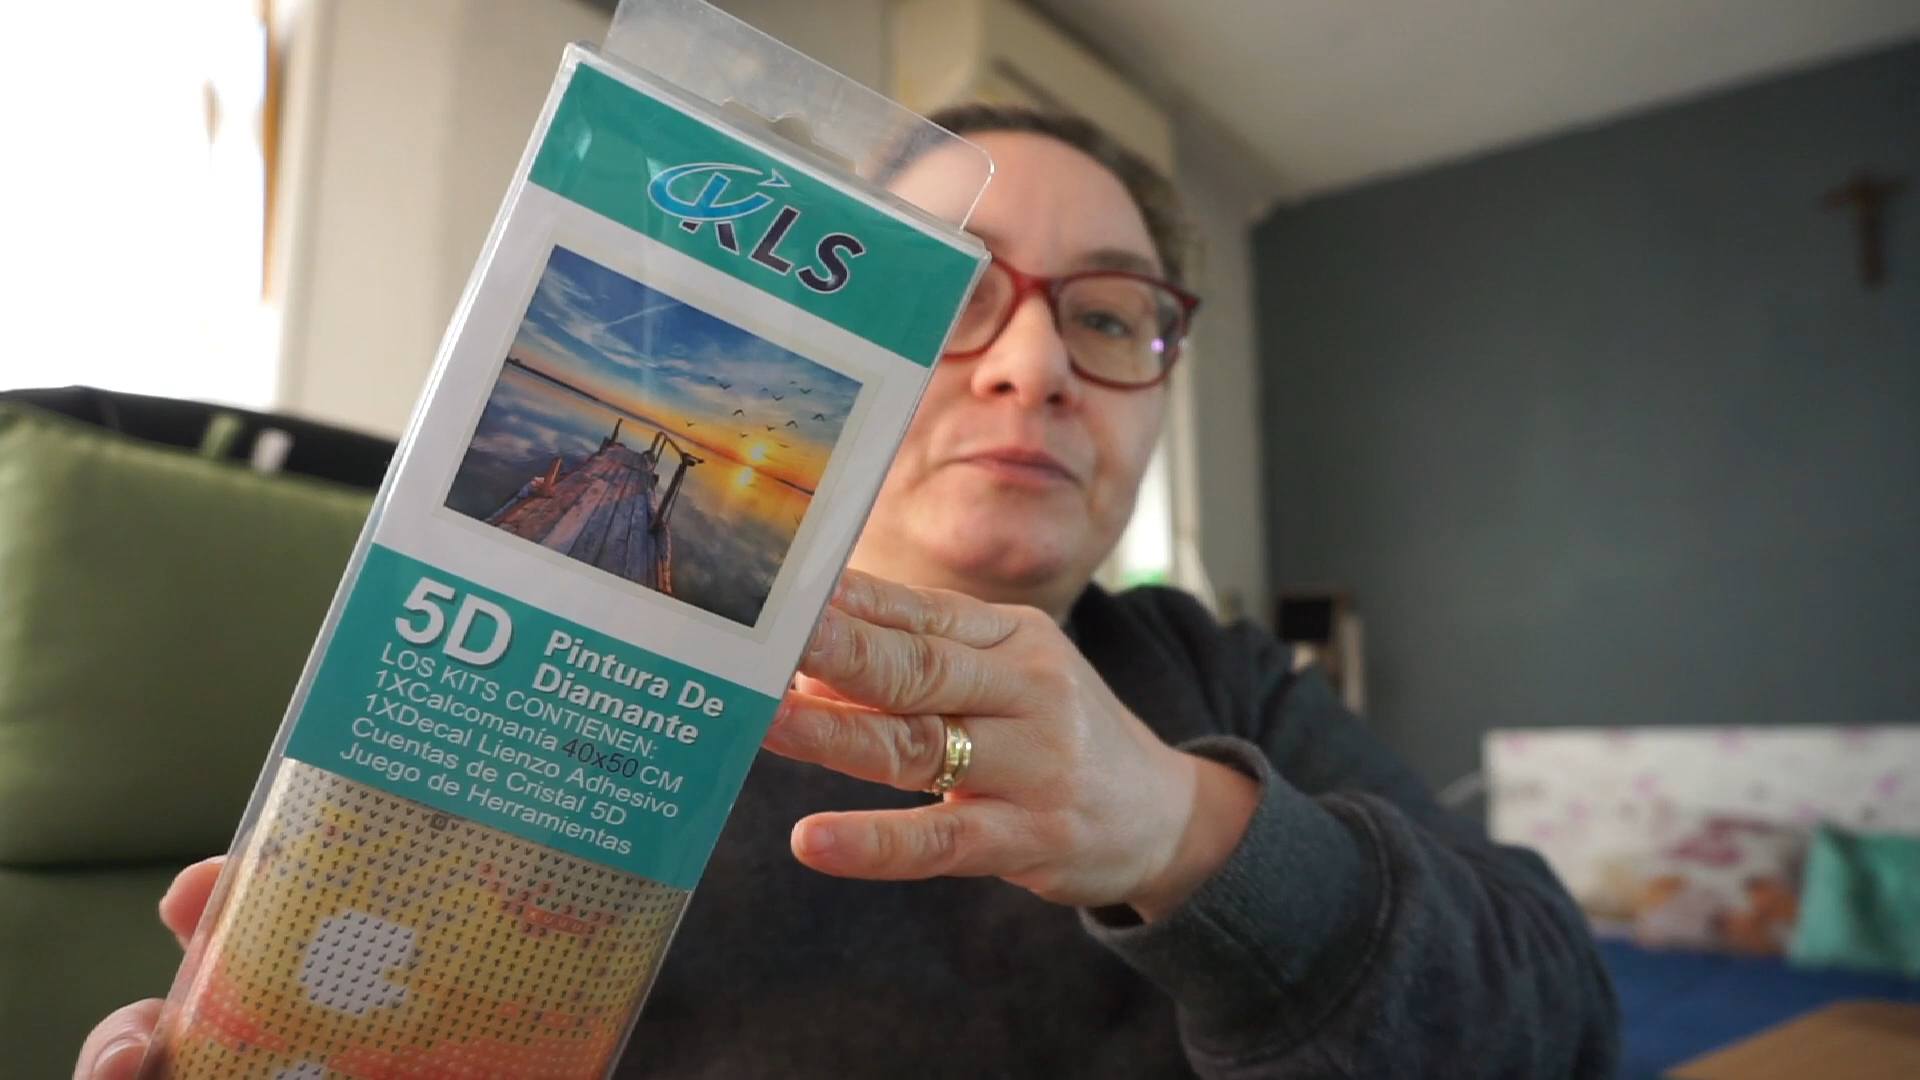 KLS
5D
Pintura De
Diamante
LOS KITS CONTIENEN:
1XCalcomanía 40x50 CM
1XDecal Lienzo Adhesivo
Cuentas de Cristal 5D
Juego de Herramientas